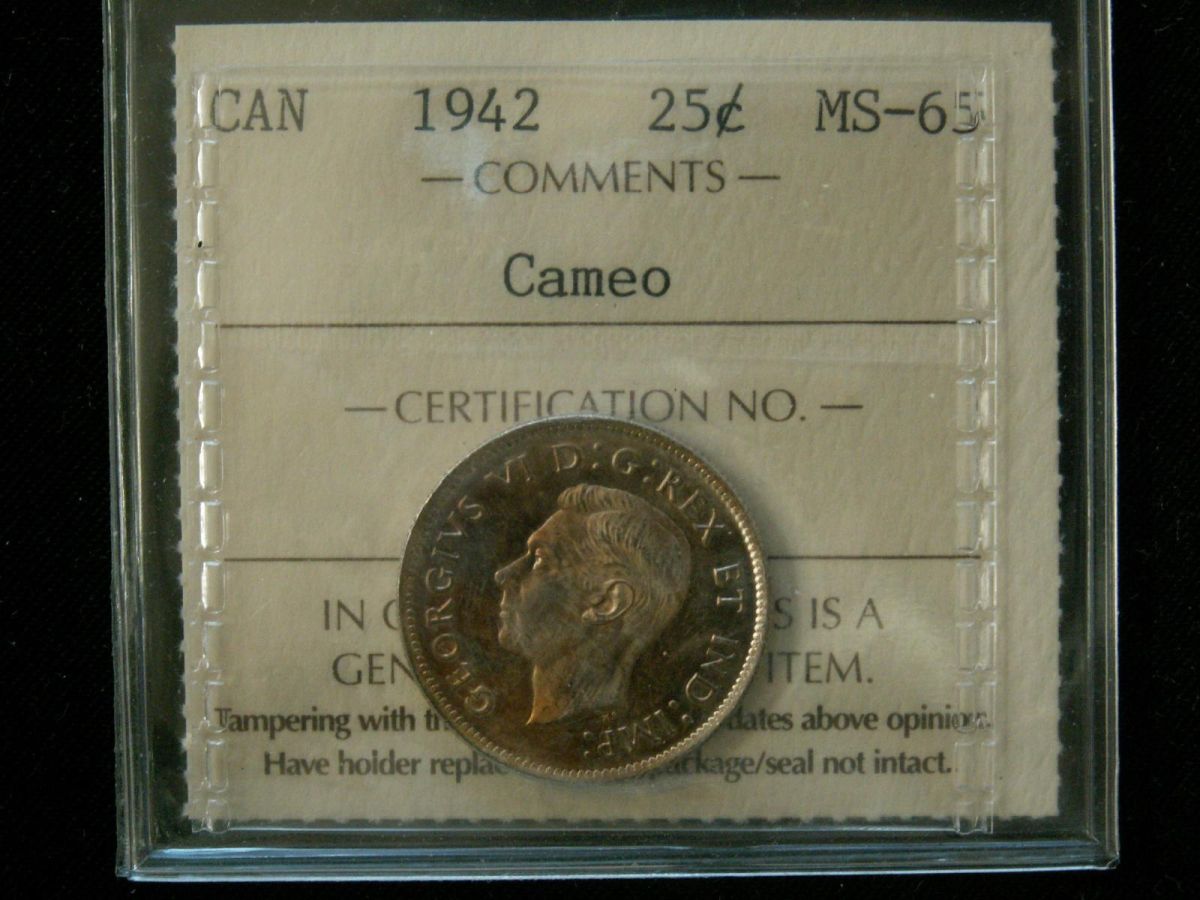 CAN 1942 25¢ MS-65
— COMMENTS —
Cameo
— CERTIFICATION NO. —
GEORGIVS VI D:G:REX ET IND:IMP:
IN S IS A
GEN ITEM.
Tampering with dates above opinion.
Have holder package/seal not intact.